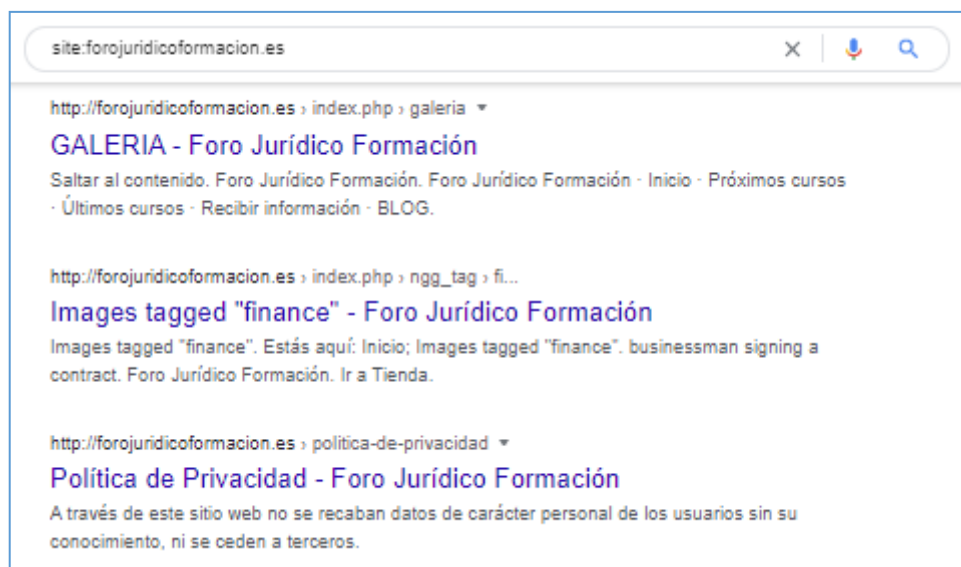 site:forojuridicoformacion.es
http://forojuridicoformacion.es › index.php › galeria
GALERIA - Foro Jurídico Formación
Saltar al contenido. Foro Jurídico Formación. Foro Jurídico Formación · Inicio · Próximos cursos
· Últimos cursos · Recibir información · BLOG.
http://forojuridicoformacion.es › index.php › ngg_tag › fi...
Images tagged "finance" - Foro Jurídico Formación
Images tagged "finance". Estás aquí: Inicio; Images tagged "finance". businessman signing a
contract. Foro Jurídico Formación. Ir a Tienda.
http://forojuridicoformacion.es › politica-de-privacidad
Política de Privacidad - Foro Jurídico Formación
A través de este sitio web no se recaban datos de carácter personal de los usuarios sin su
conocimiento, ni se ceden a terceros.